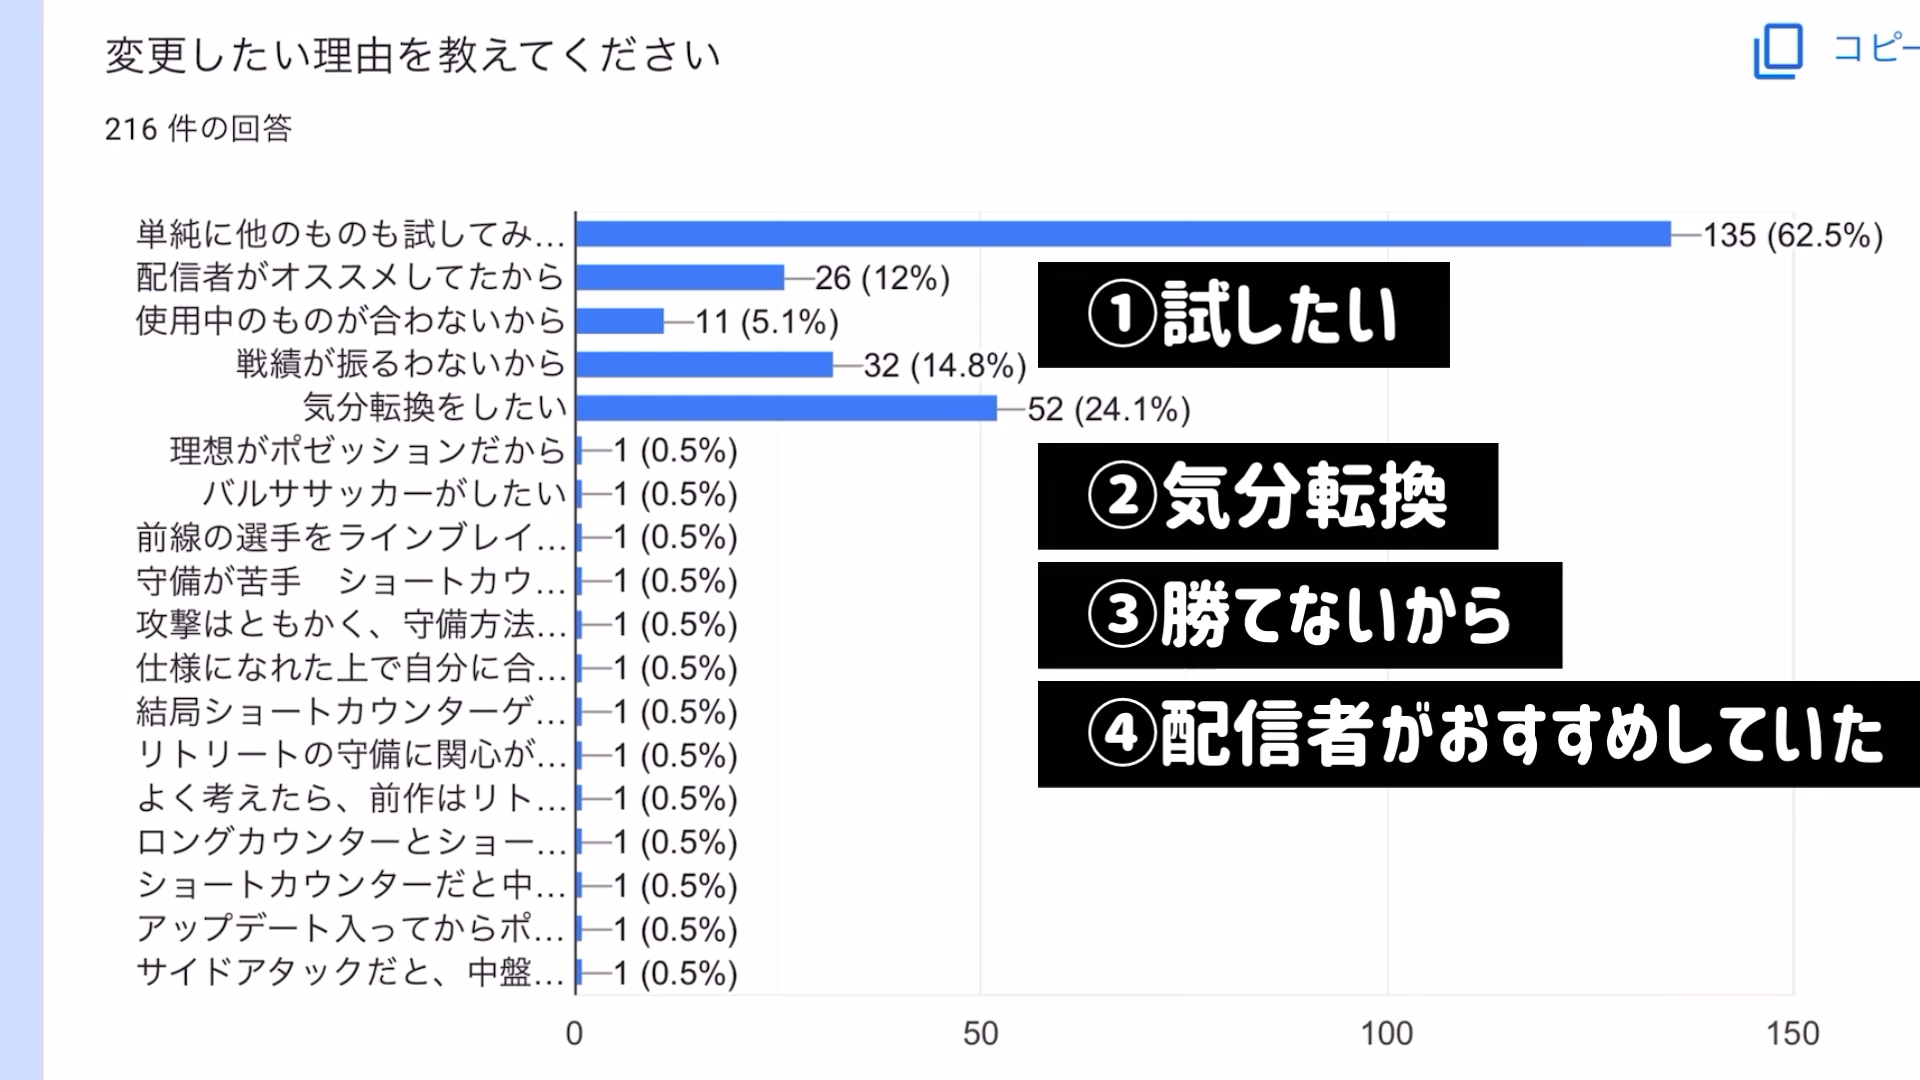 変更したい理由を教えてください
コピー
216 件の回答
単純に他のものも試してみ… 135 (62.5%)
配信者がオススメしてたから 26 (12%)
使用中のものが合わないから 11 (5.1%)
戦績が振るわないから 32 (14.8%)
気分転換をしたい 52 (24.1%)
理想がポゼッションだから 1 (0.5%)
バルササッカーがしたい 1 (0.5%)
前線の選手をラインブレイ… 1 (0.5%)
守備が苦手　ショートカウ… 1 (0.5%)
攻撃はともかく、守備方法… 1 (0.5%)
仕様になれた上で自分に合… 1 (0.5%)
結局ショートカウンターゲ… 1 (0.5%)
リトリートの守備に関心が… 1 (0.5%)
よく考えたら、前作はリト… 1 (0.5%)
ロングカウンターとショー… 1 (0.5%)
ショートカウンターだと中… 1 (0.5%)
アップデート入ってからポ… 1 (0.5%)
サイドアタックだと、中盤… 1 (0.5%)
0 50 100 150
①試したい
②気分転換
③勝てないから
④配信者がおすすめしていた